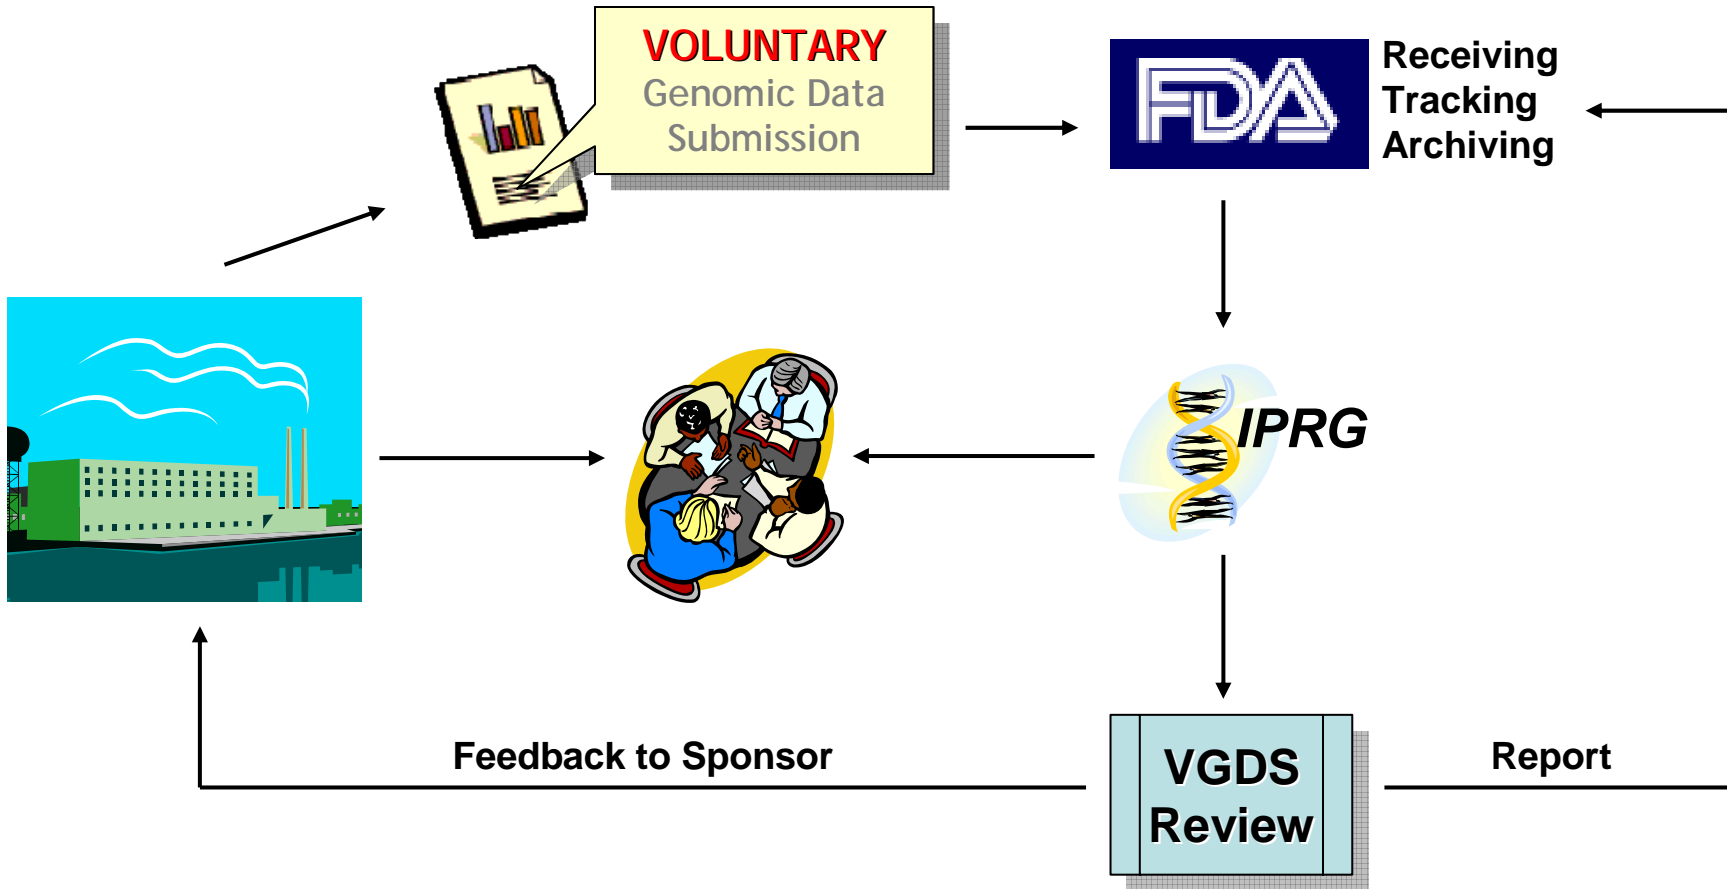 VOLUNTARY
Genomic Data
Submission
FDA
Receiving
Tracking
Archiving
IPRG
Feedback to Sponsor
VGDS
Review
Report